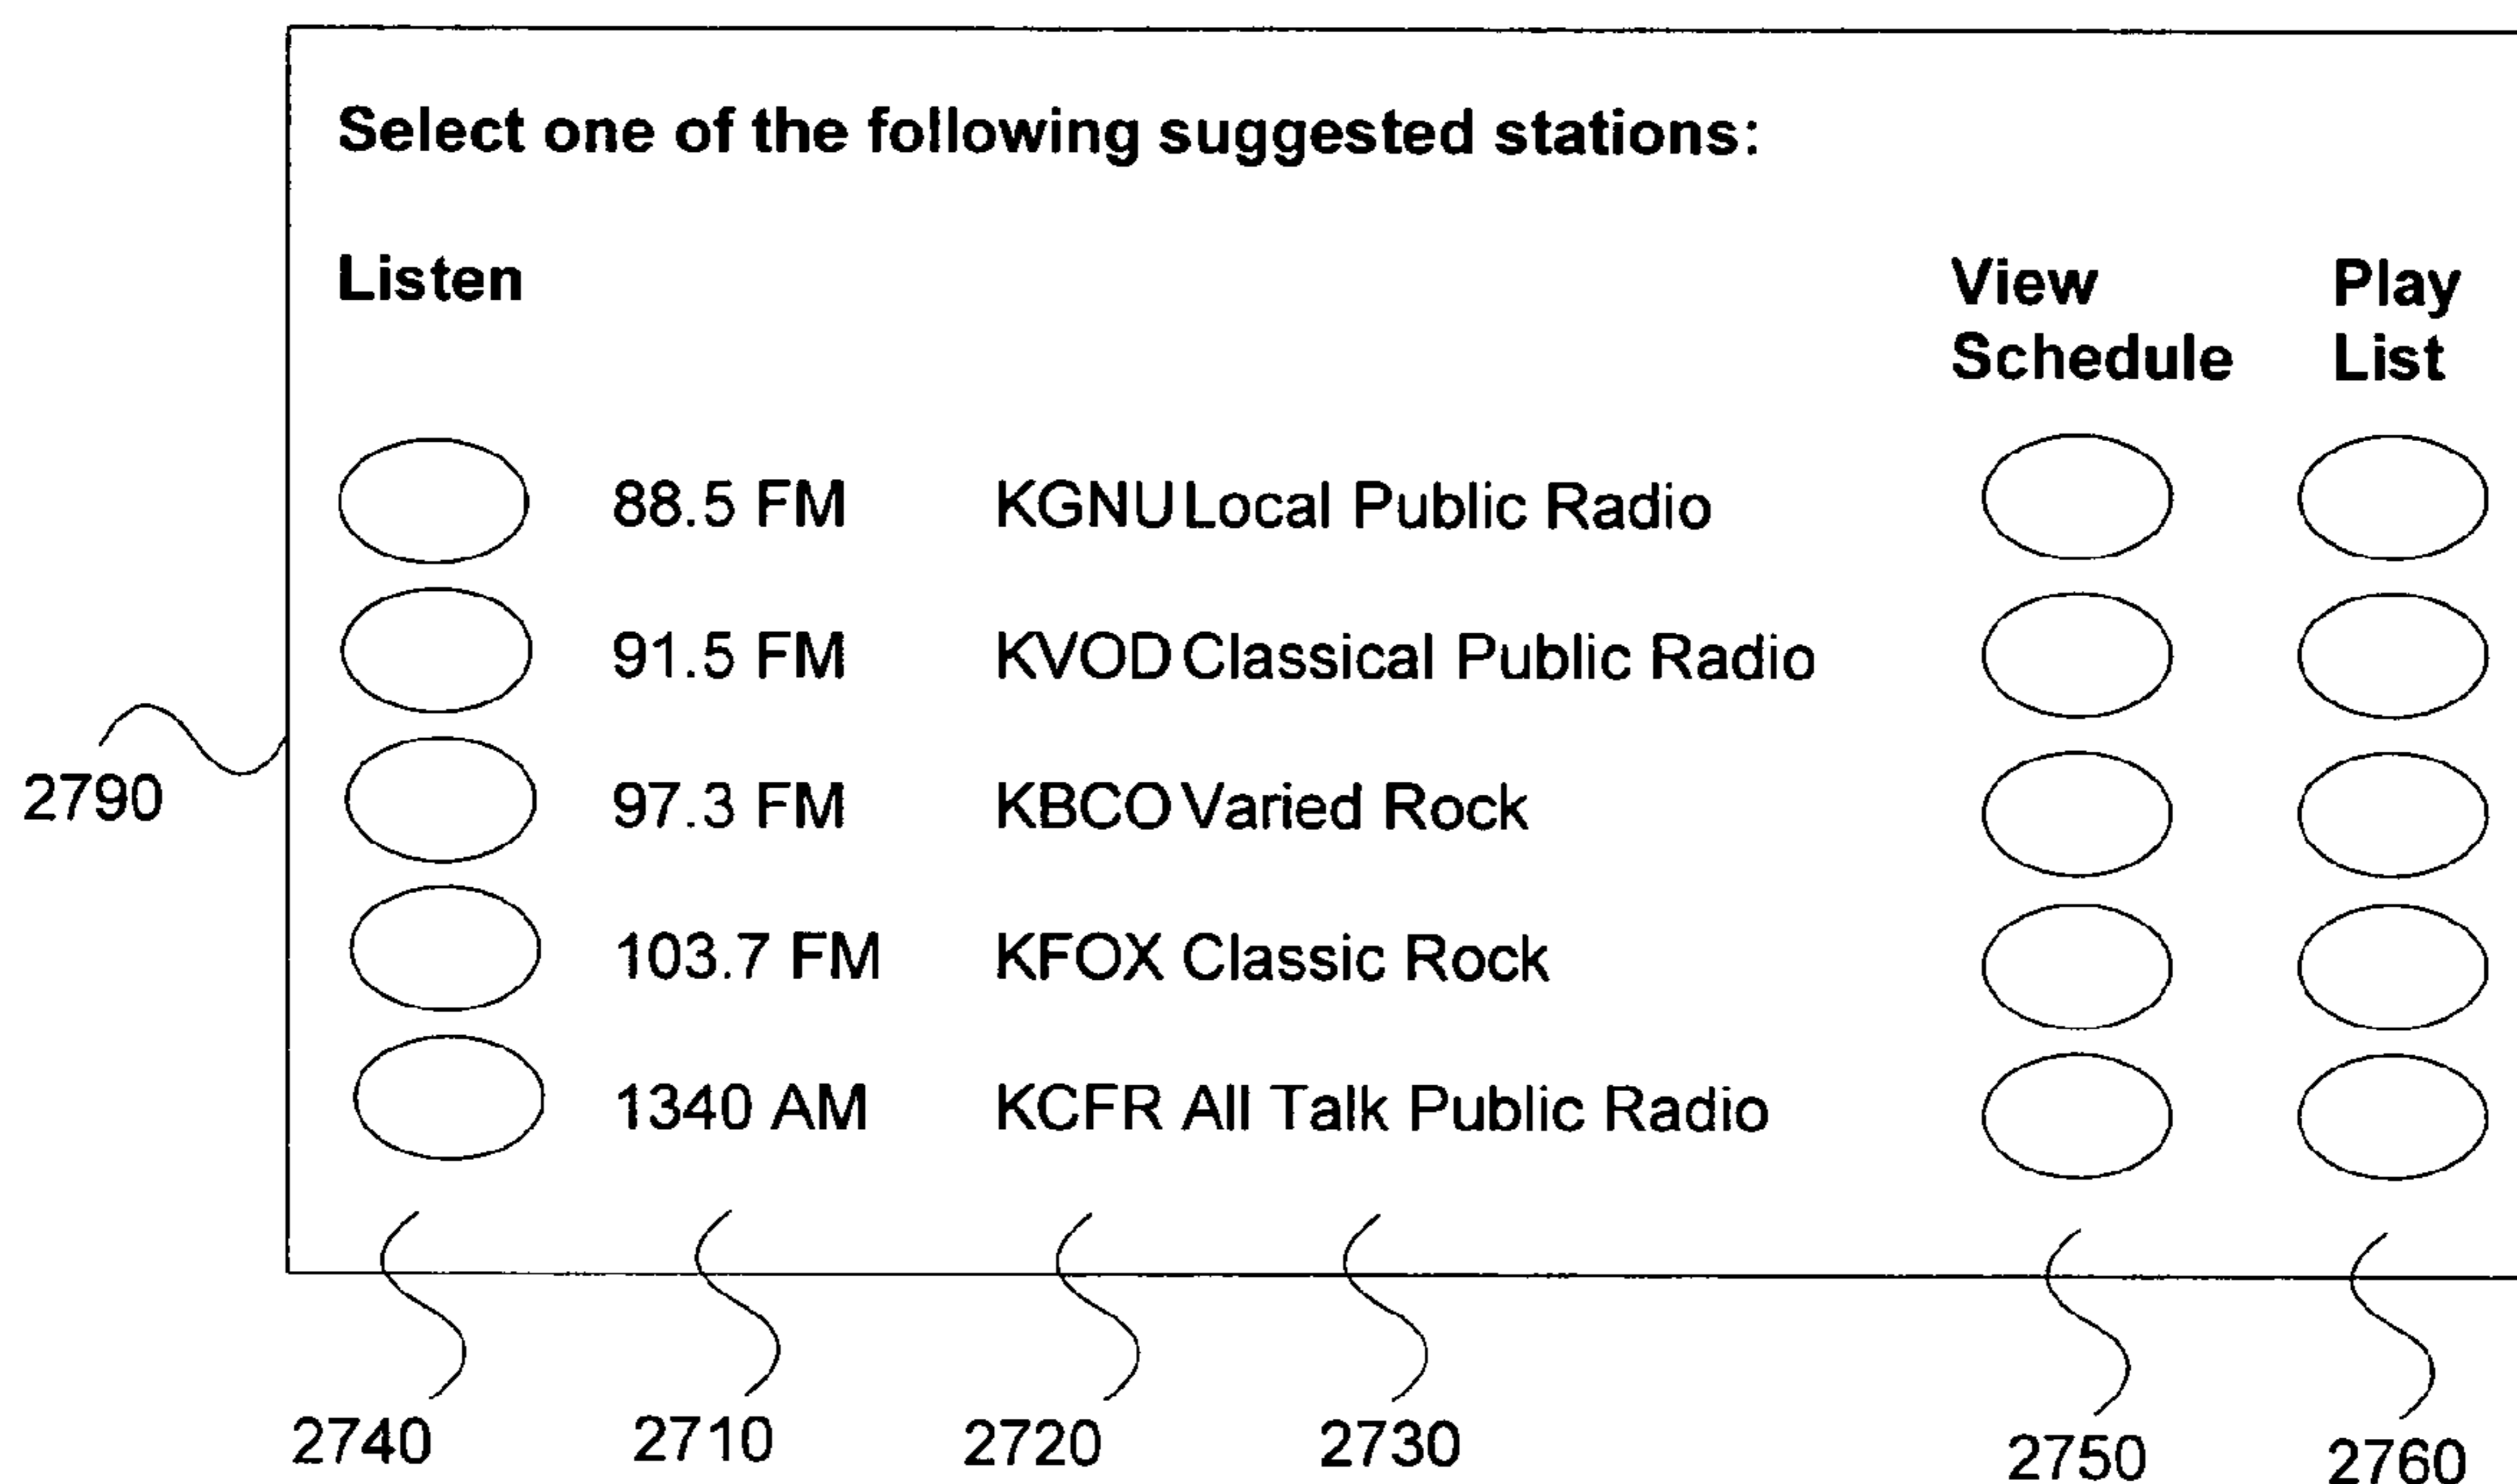 Select one of the following suggested stations:
Listen View Play
Schedule List
88.5 FM KGNU Local Public Radio
91.5 FM KVOD Classical Public Radio
97.3 FM KBCO Varied Rock
103.7 FM KFOX Classic Rock
1340 AM KCFR All Talk Public Radio
2790
2740 2710 2720 2730 2750 2760